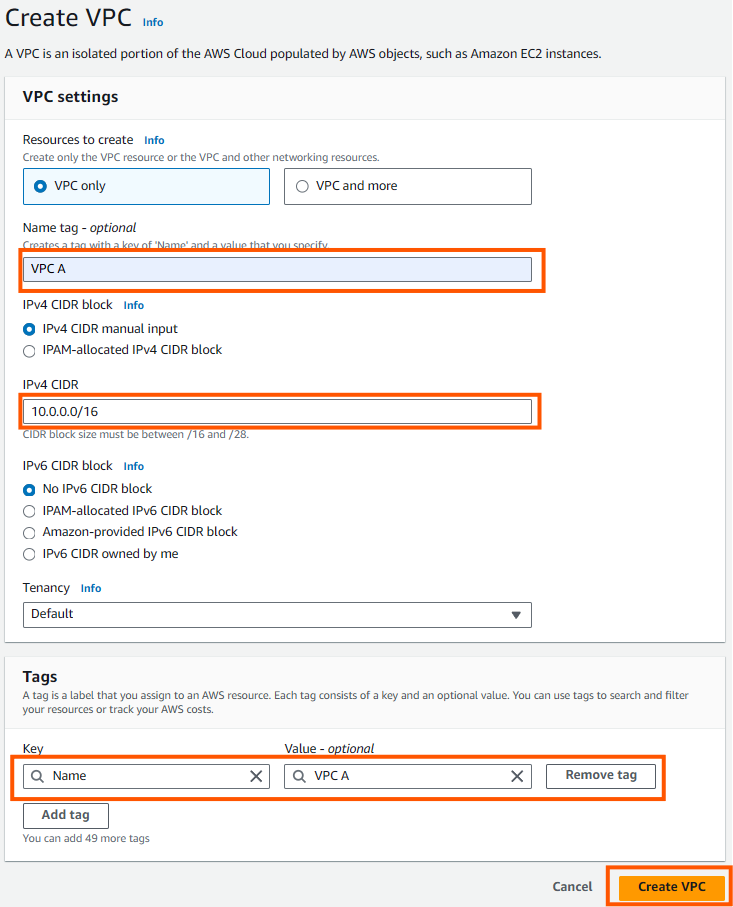 Create VPC Info
A VPC is an isolated portion of the AWS Cloud populated by AWS objects, such as Amazon EC2 instances.
VPC settings
Resources to create Info
Create only the VPC resource or the VPC and other networking resources.
VPC only
VPC and more
Name tag - optional
Creates a tag with a key of 'Name' and a value that you specify.
VPC A
IPv4 CIDR block Info
IPv4 CIDR manual input
IPAM-allocated IPv4 CIDR block
IPv4 CIDR
10.0.0.0/16
CIDR block size must be between /16 and /28.
IPv6 CIDR block Info
No IPv6 CIDR block
IPAM-allocated IPv6 CIDR block
Amazon-provided IPv6 CIDR block
IPv6 CIDR owned by me
Tenancy Info
Default
Tags
A tag is a label that you assign to an AWS resource. Each tag consists of a key and an optional value. You can use tags to search and filter
your resources or track your AWS costs.
Key
Value - optional
Name
VPC A
Remove tag
Add tag
You can add 49 more tags
Cancel
Create VPC